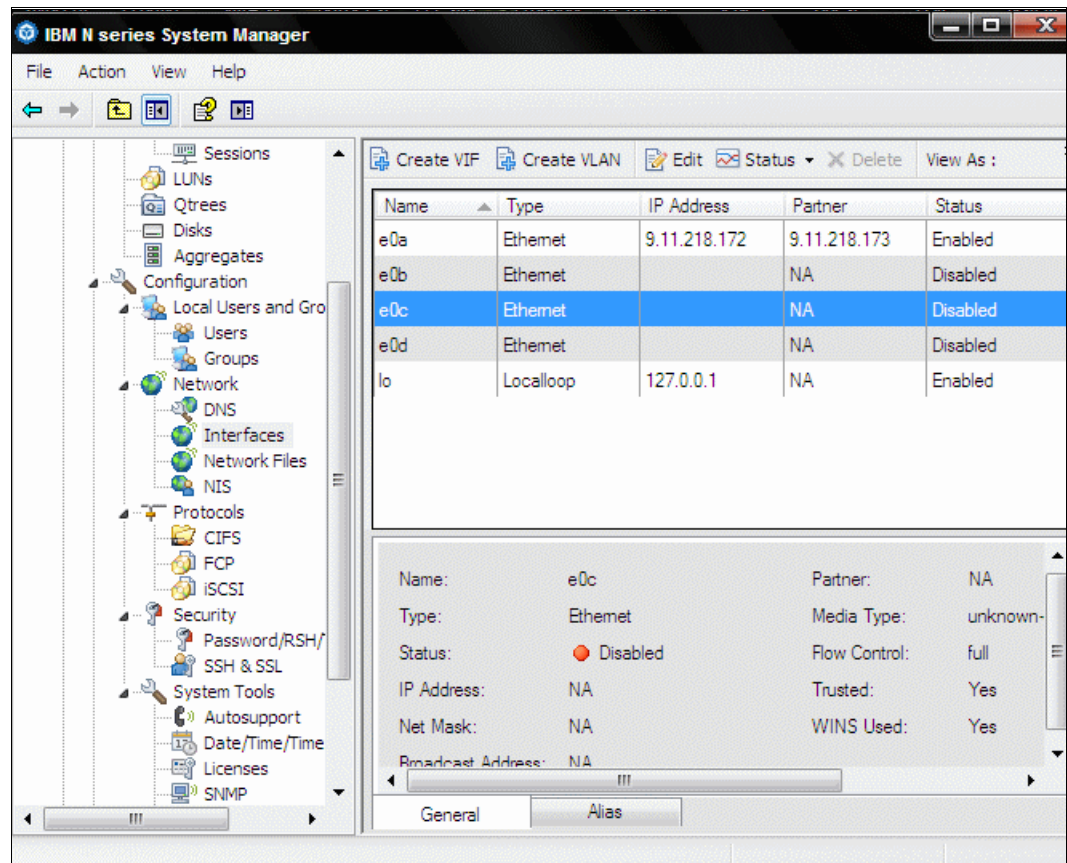 IBM N series System Manager
File Action View Help
Sessions
LUNs
Qtrees
Disks
Aggregates
Configuration
Local Users and Gro
Users
Groups
Network
DNS
Interfaces
Network Files
NIS
Protocols
CIFS
FCP
iSCSI
Security
Password/RSH/
SSH & SSL
System Tools
Autosupport
Date/Time/Time
Licenses
SNMP
Create VIF Create VLAN Edit Status Delete View As :
Name Type IP Address Partner Status
e0a Ethernet 9.11.218.172 9.11.218.173 Enabled
e0b Ethernet NA Disabled
e0c Ethernet NA Disabled
e0d Ethernet NA Disabled
lo Localloop 127.0.0.1 NA Enabled
Name: e0c Partner: NA
Type: Ethernet Media Type: unknown-
Status: Disabled Flow Control: full
IP Address: NA Trusted: Yes
Net Mask: NA WINS Used: Yes
Broadcast Address: NA
General Alias